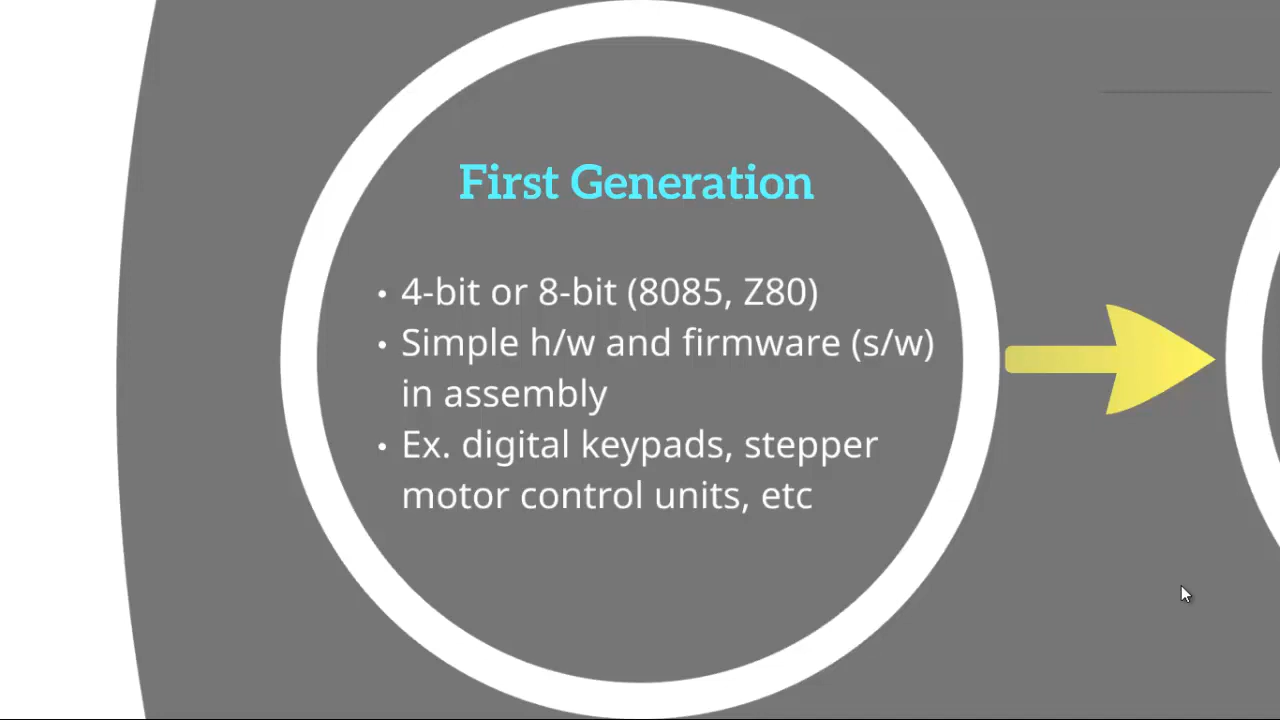 First Generation
• 4-bit or 8-bit (8085, Z80)
• Simple h/w and firmware (s/w)
in assembly
• Ex. digital keypads, stepper
motor control units, etc